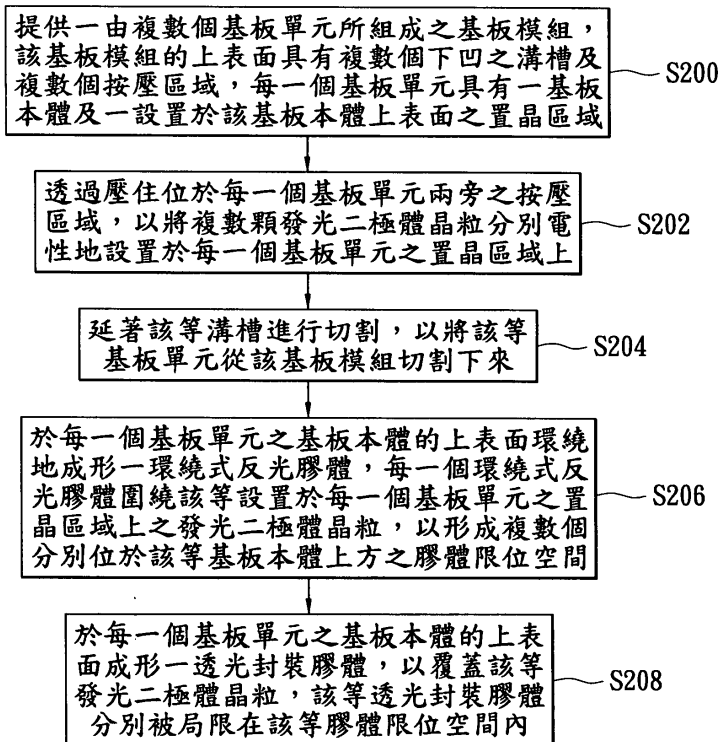 提供一由複數個基板單元所組成之基板模組，
該基板模組的上表面具有複數個下凹之溝槽及
複數個按壓區域，每一個基板單元具有一基板
本體及一設置於該基板本體上表面之置晶區域
S200
透過壓住位於每一個基板單元兩旁之按壓
區域，以將複數顆發光二極體晶粒分別電
性地設置於每一個基板單元之置晶區域上
S202
延著該等溝槽進行切割，以將該等
基板單元從該基板模組切割下來
S204
於每一個基板單元之基板本體的上表面環繞
地成形一環繞式反光膠體，每一個環繞式反
光膠體圍繞該等設置於每一個基板單元之置
晶區域上之發光二極體晶粒，以形成複數個
分別位於該等基板本體上方之膠體限位空間
S206
於每一個基板單元之基板本體的上表
面成形一透光封裝膠體，以覆蓋該等
發光二極體晶粒，該等透光封裝膠體
分別被局限在該等膠體限位空間內
S208